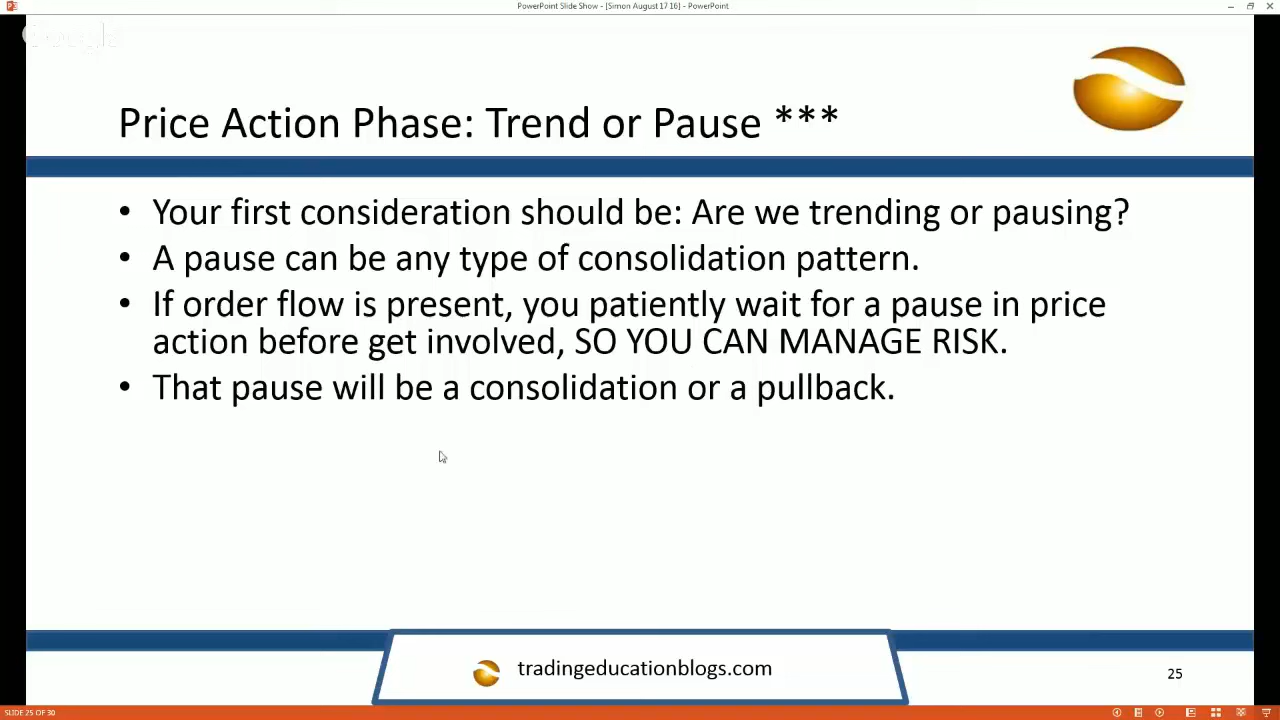 PowerPoint Slide Show - [Simon August 17 16] - PowerPoint
Google
Price Action Phase: Trend or Pause ***
• Your first consideration should be: Are we trending or pausing?
• A pause can be any type of consolidation pattern.
• If order flow is present, you patiently wait for a pause in price
action before get involved, SO YOU CAN MANAGE RISK.
• That pause will be a consolidation or a pullback.
tradingeducationblogs.com
25
SLIDE 25 OF 30